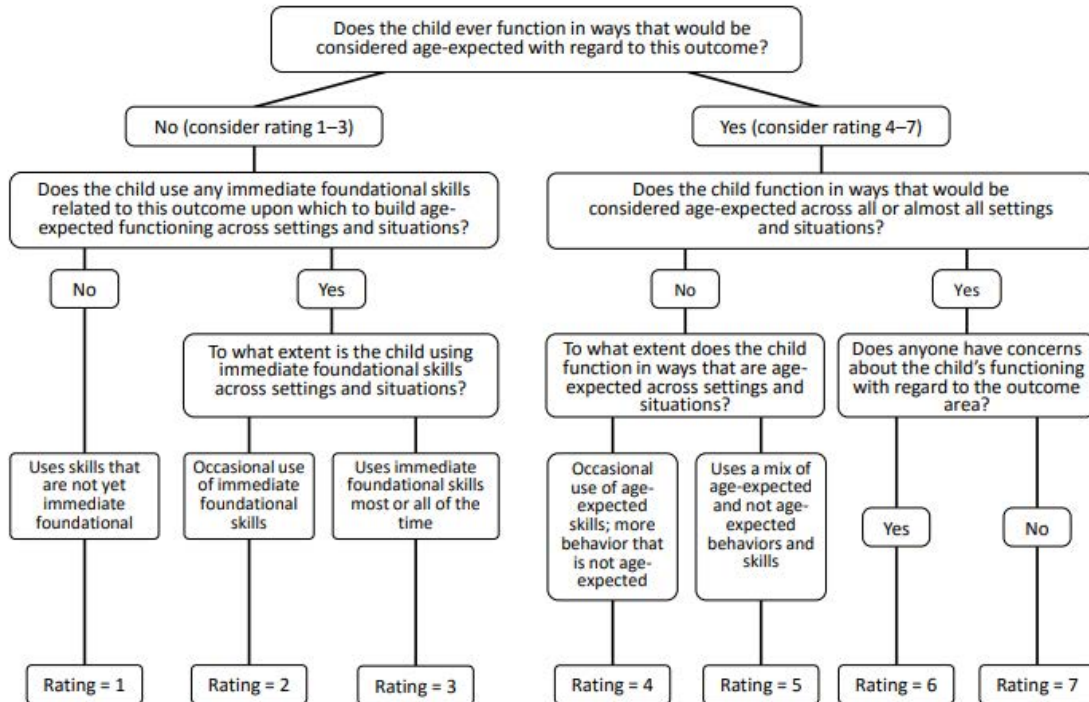 Does the child ever function in ways that would be
considered age-expected with regard to this outcome?
No (consider rating 1–3)
Yes (consider rating 4–7)
Does the child use any immediate foundational skills
related to this outcome upon which to build age-
expected functioning across settings and situations?
Does the child function in ways that would be
considered age-expected across all or almost all settings
and situations?
No
Yes
No
Yes
To what extent is the child using
immediate foundational skills
across settings and situations?
To what extent does the child
function in ways that are age-
expected across settings and
situations?
Does anyone have concerns
about the child’s functioning
with regard to the outcome
area?
Uses skills that
are not yet
immediate
foundational
Occasional use
of immediate
foundational
skills
Uses immediate
foundational skills
most or all of the
time
Occasional
use of age-
expected
skills; more
behavior that
is not age-
expected
Uses a mix of
age-expected
and not age-
expected
behaviors and
skills
Yes
No
Rating = 1
Rating = 2
Rating = 3
Rating = 4
Rating = 5
Rating = 6
Rating = 7